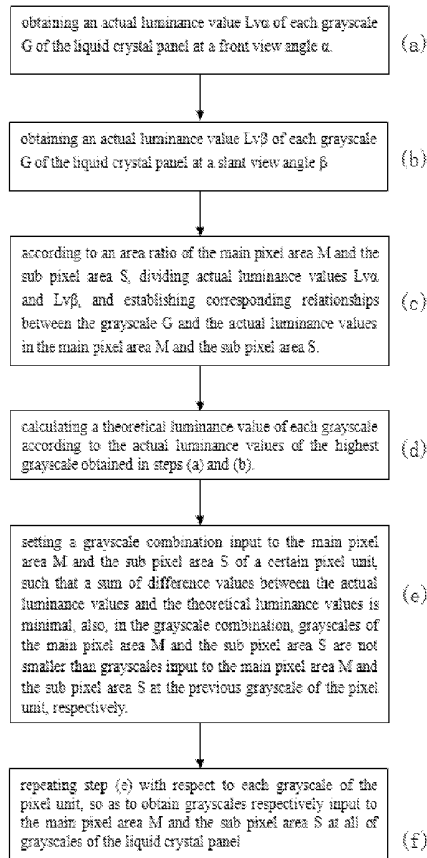 obtaining an actual luminance value Lvα of each grayscale
G of the liquid crystal panel at a front view angle α.
(a)
obtaining an actual luminance value Lvβ of each grayscale
G of the liquid crystal panel at a slant view angle β
(b)
according to an area ratio of the main pixel area M and the
sub pixel area S, dividing actual luminance values Lvα
and Lvβ, and establishing corresponding relationships
between the grayscale G and the actual luminance values
in the main pixel area M and the sub pixel area S.
(c)
calculating a theoretical luminance value of each grayscale
according to the actual luminance values of the highest
grayscale obtained in steps (a) and (b).
(d)
setting a grayscale combination input to the main pixel
area M and the sub pixel area S of a certain pixel unit,
such that a sum of difference values between the actual
luminance values and the theoretical luminance values is
minimal, also, in the grayscale combination, grayscales of
the main pixel area M and the sub pixel area S are not
smaller than grayscales input to the main pixel area M and
the sub pixel area S at the previous grayscale of the pixel
unit, respectively.
(e)
repeating step (e) with respect to each grayscale of the
pixel unit, so as to obtain grayscales respectively input to
the main pixel area M and the sub pixel area S at all of
grayscales of the liquid crystal panel
(f)